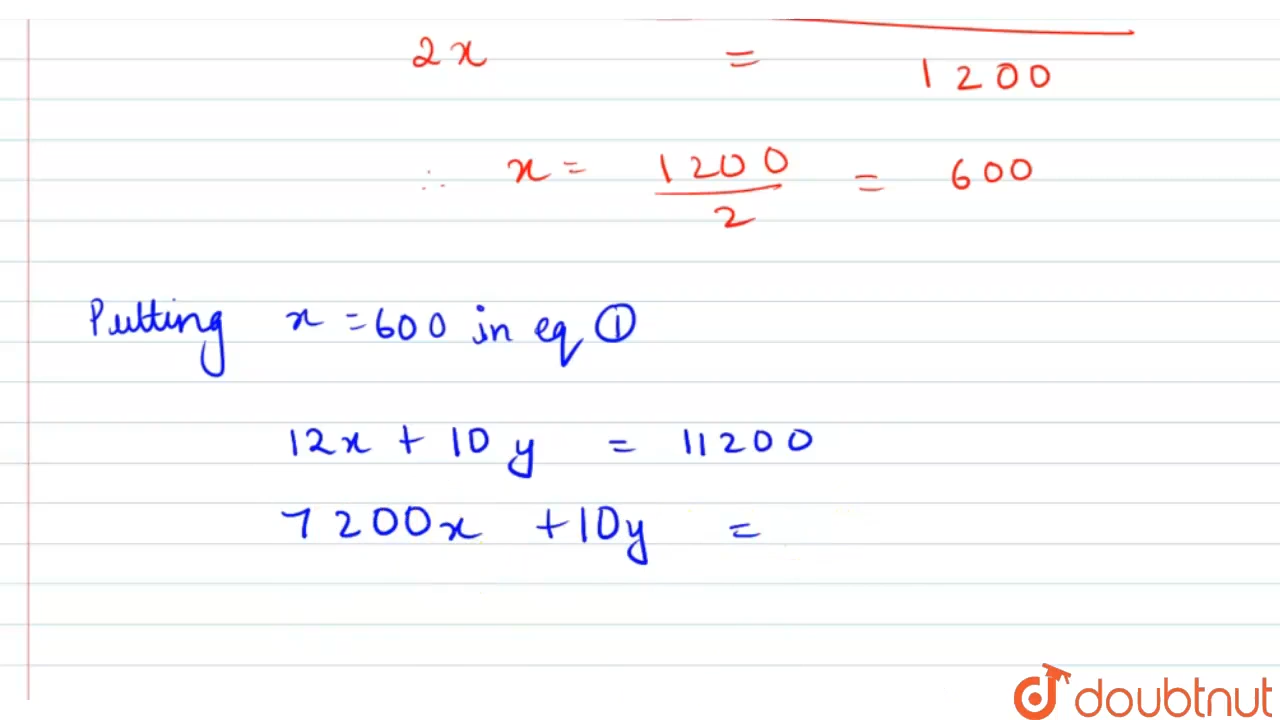 2x = 1200
∴ x = 1200/2 = 600
Putting x = 600 in eq ①
12x + 10y = 11200
7200x + 10y =
doubtnut